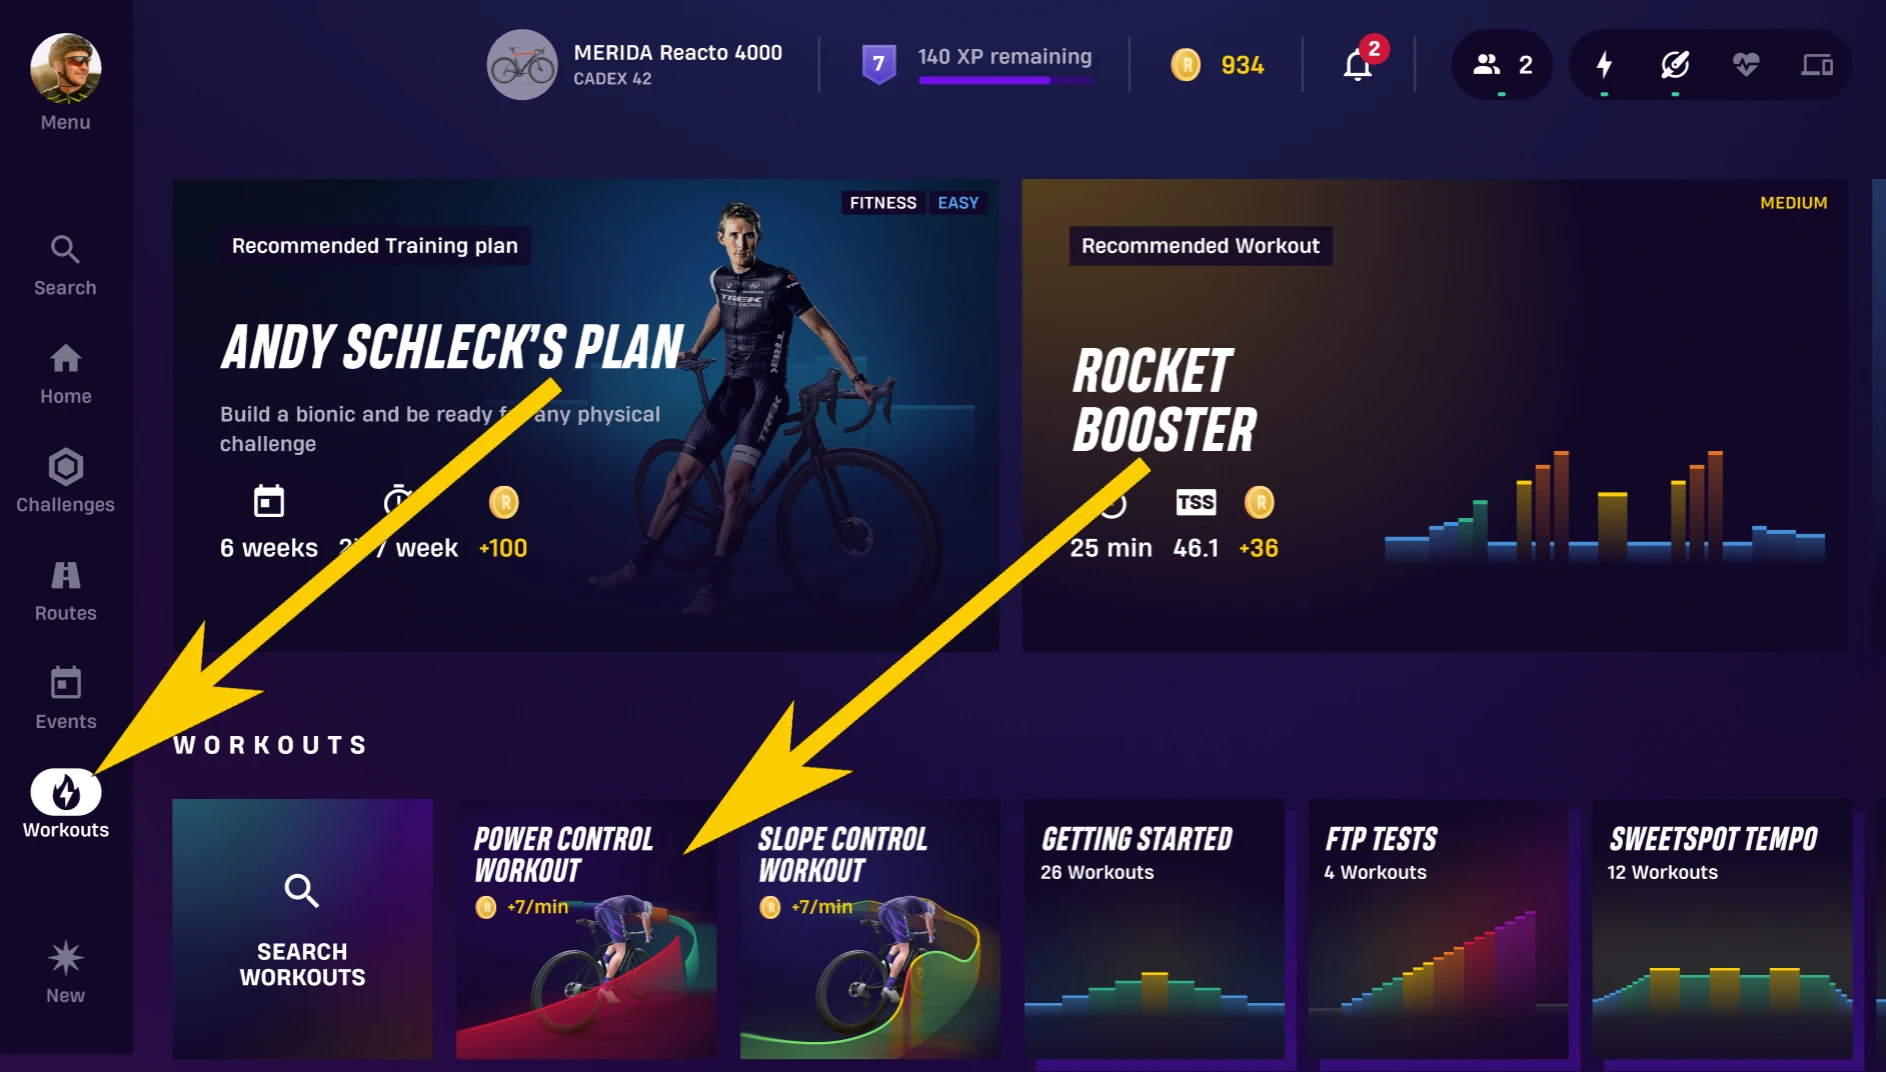 Menu
Search
Home
Challenges
Routes
Events
Workouts
New
MERIDA Reacto 4000
CADEX 42
7
140 XP remaining
934
2
2
Recommended Training plan
FITNESS
EASY
ANDY SCHLECK'S PLAN
Build a bionic and be ready any physical
challenge
6 weeks
week
+100
TREK
TREK
TREK
Recommended Workout
MEDIUM
ROCKET
BOOSTER
TSS
25 min
46.1
+36
WORKOUTS
SEARCH
WORKOUTS
POWER CONTROL
WORKOUT
+7/min
SLOPE CONTROL
WORKOUT
+7/min
GETTING STARTED
26 Workouts
FTP TESTS
4 Workouts
SWEETSPOT TEMPO
12 Workouts